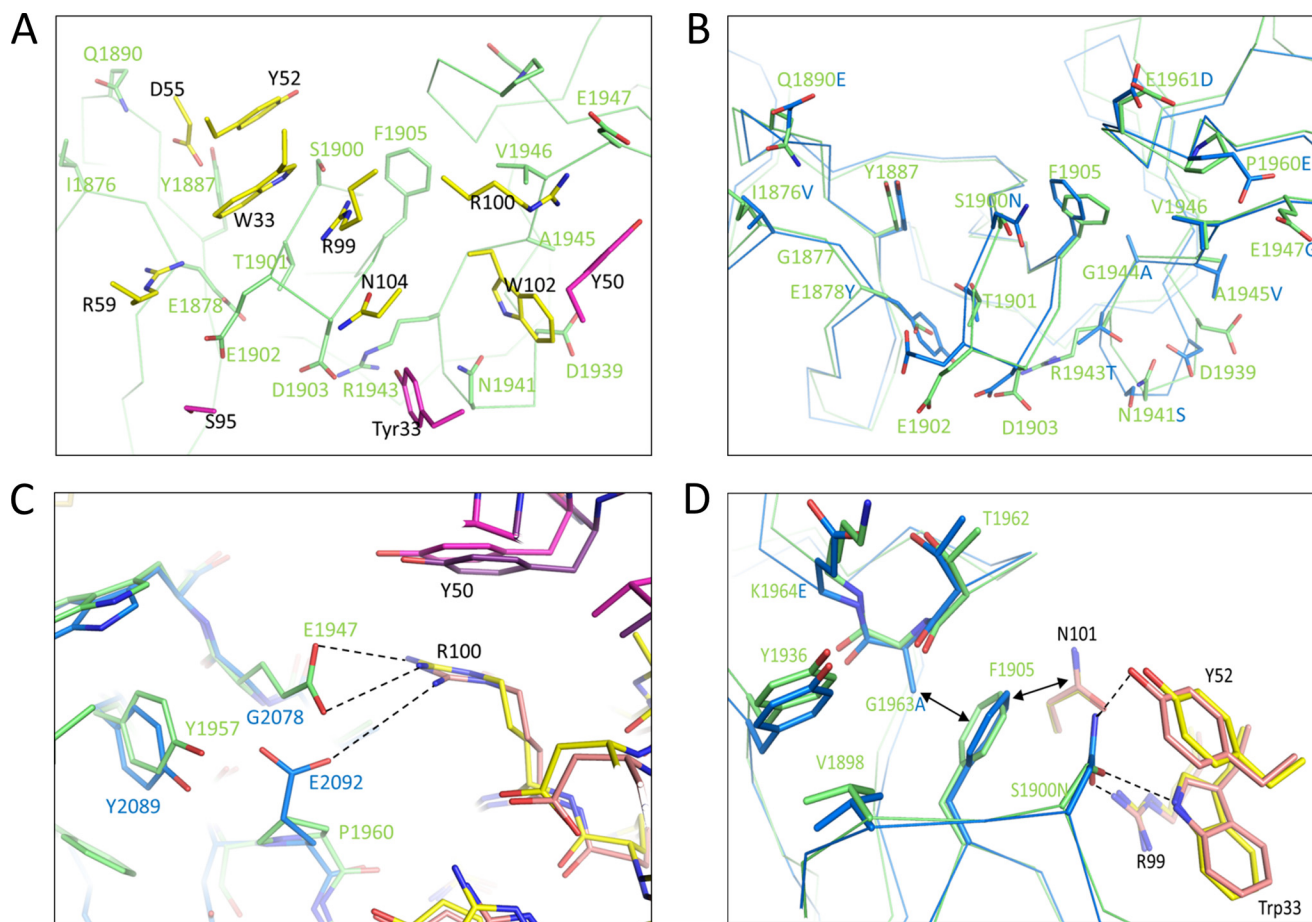 A
Q1890
D55
Y52
E1947
S1900
F1905
V1946
I1876
Y1887
W33
R100
R99
A1945
T1901
N104
W102
Y50
R59
E1878
E1902
D1903
R1943
N1941
D1939
S95
Tyr33
B
Q1890E
E1961D
Y1887
F1905
P1960E
I1876V
S1900N
V1946
G1877
E1947G
G1944A
E1878Y
T1901
A1945V
R1943T
D1939
E1902
D1903
N1941S
C
Y50
E1947
R100
G2078
Y1957
E2092
Y2089
P1960
D
T1962
K1964E
N101
Y1936
F1905
Y52
G1963A
V1898
S1900N
R99
Trp33